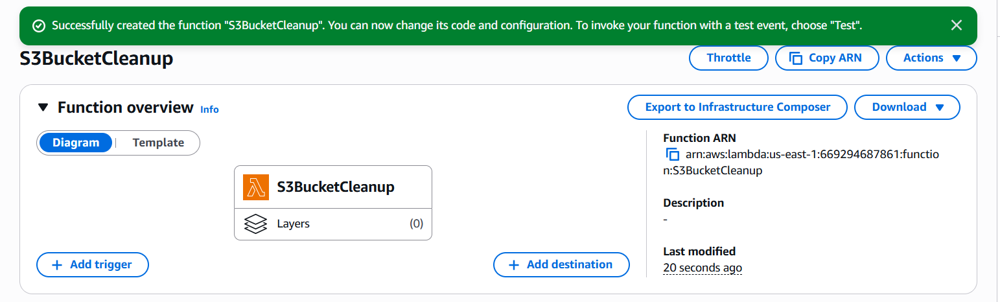 Successfully created the function "S3BucketCleanup". You can now change its code and configuration. To invoke your function with a test event, choose "Test".
S3BucketCleanup
Throttle
Copy ARN
Actions
Function overview
Info
Export to Infrastructure Composer
Download
Diagram
Template
S3BucketCleanup
Layers
(0)
Add trigger
Add destination
Function ARN
arn:aws:lambda:us-east-1:669294687861:functio
n:S3BucketCleanup
Description
-
Last modified
20 seconds ago